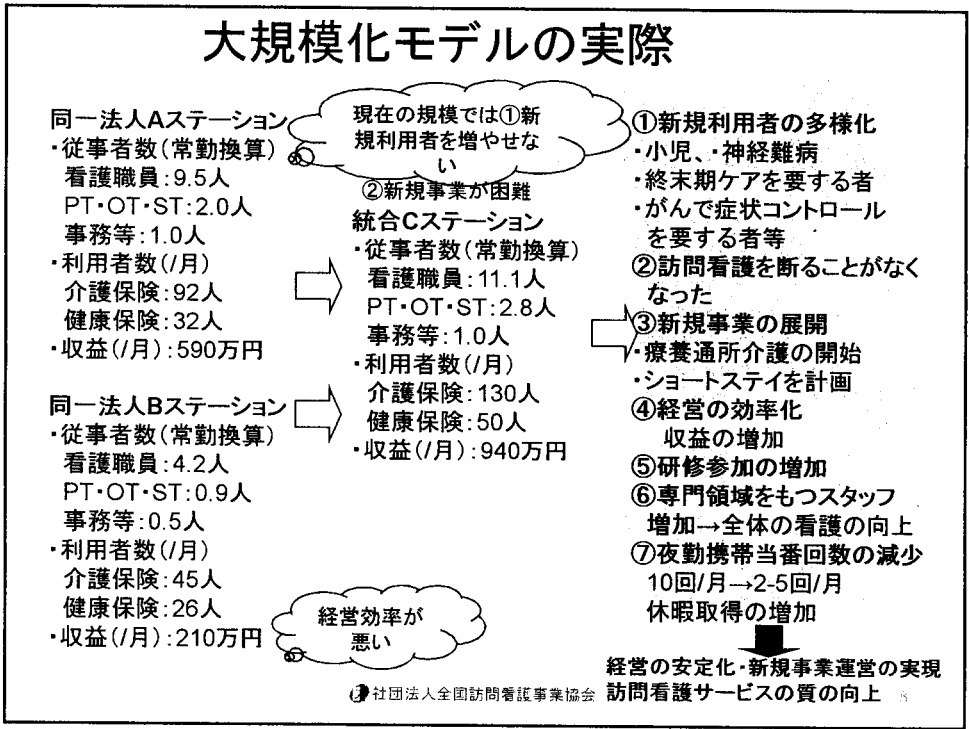 大規模化モデルの実際
同一法人Aステーション
・従事者数(常勤換算)
看護職員:9.5人
PT・OT・ST:2.0人
事務等:1.0人
・利用者数(/月)
介護保険:92人
健康保険:32人
・収益(/月):590万円
同一法人Bステーション
・従事者数(常勤換算)
看護職員:4.2人
PT・OT・ST:0.9人
事務等:0.5人
・利用者数(/月)
介護保険:45人
健康保険:26人
・収益(/月):210万円
現在の規模では①新
規利用者を増やせな
い
②新規事業が困難
統合Cステーション
・従事者数(常勤換算)
看護職員:11.1人
PT・OT・ST:2.8人
事務等:1.0人
・利用者数(/月)
介護保険:130人
健康保険:50人
・収益(/月):940万円
経営効率が
悪い
①新規利用者の多様化
・小児、・神経難病
・終末期ケアを要する者
・がんで症状コントロール
を要する者等
②訪問看護を断ることがなく
なった
③新規事業の展開
・療養通所介護の開始
・ショートステイを計画
④経営の効率化
収益の増加
⑤研修参加の増加
⑥専門領域をもつスタッフ
増加→全体の看護の向上
⑦夜勤携帯当番回数の減少
10回/月→2-5回/月
休暇取得の増加
経営の安定化・新規事業運営の実現
訪問看護サービスの質の向上
社団法人全国訪問看護事業協会